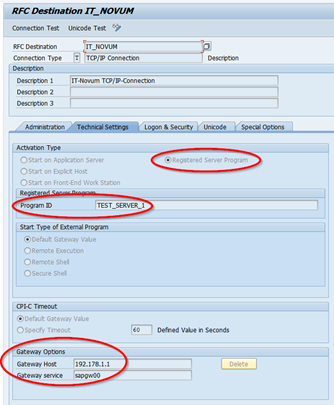 RFC Destination IT_NOVUM
Connection Test Unicode Test
RFC Destination IT_NOVUM
Connection Type T TCP/IP Connection Description
Description
Description 1 IT-Novum TCP/IP-Connection
Description 2
Description 3
Administration Technical Settings Logon & Security Unicode Special Options
Activation Type
Start on Application Server Registered Server Program
Start on Explicit Host
Start on Front-End Work Station
Registered Server Program
Program ID TEST_SERVER_1
Start Type of External Program
Default Gateway Value
Remote Execution
Remote Shell
Secure Shell
CPI-C Timeout
Default Gateway Value
Specify Timeout 60 Defined Value in Seconds
Gateway Options
Gateway Host 192.178.1.1 Delete
Gateway service sapgw00